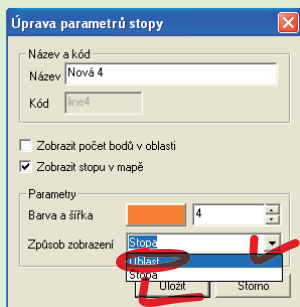 Úprava parametrů stopy
Název a kód
Název Nová 4
Kód line4
Zobrazit počet bodů v oblasti
Zobrazit stopu v mapě
Parametry
Barva a šířka 4
Způsob zobrazení Stopa
Oblast
Stopa
Uložit Storno